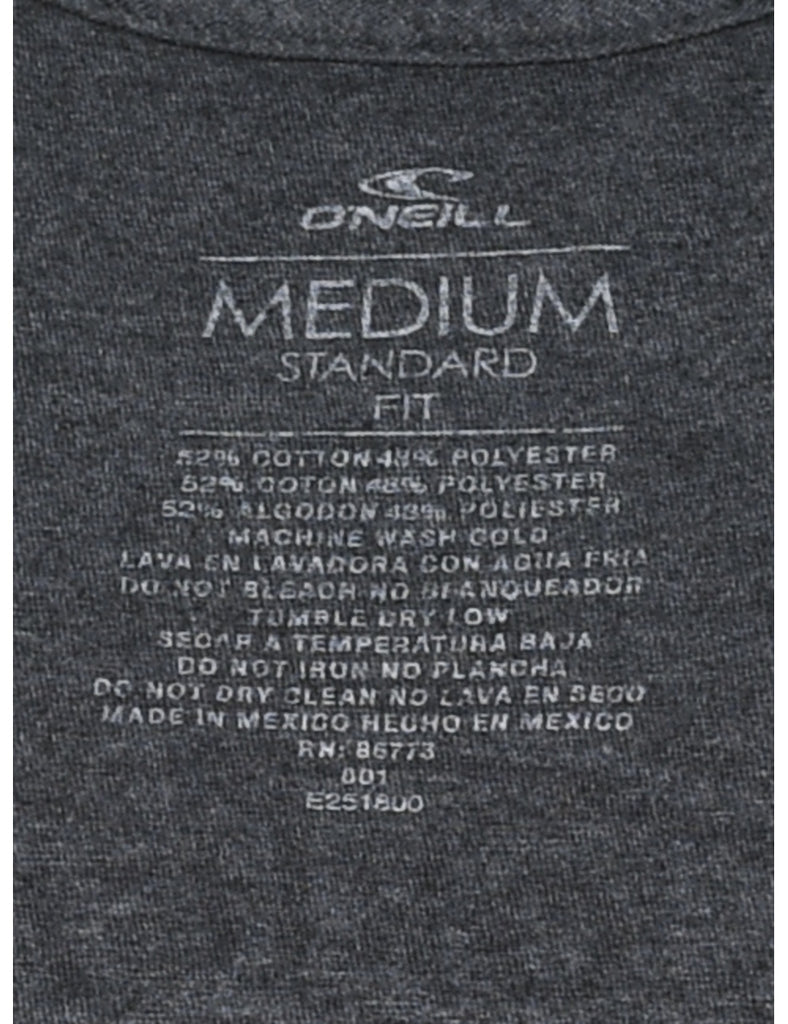 O'NEILL
MEDIUM
STANDARD
FIT
52% COTTON 48% POLYESTER
52% COTON 48% POLYESTER
52% ALGODON 48% POLIESTER
MACHINE WASH COLD
LAVA EN LAVADORA CON AGUA FRIA
DO NOT BLEACH NO BLANQUEADOR
TUMBLE DRY LOW
SECAR A TEMPERATURA BAJA
DO NOT IRON NO PLANCHA
DO NOT DRY CLEAN NO LAVA EN SECO
MADE IN MEXICO HECHO EN MEXICO
RN: 86773
001
E251800